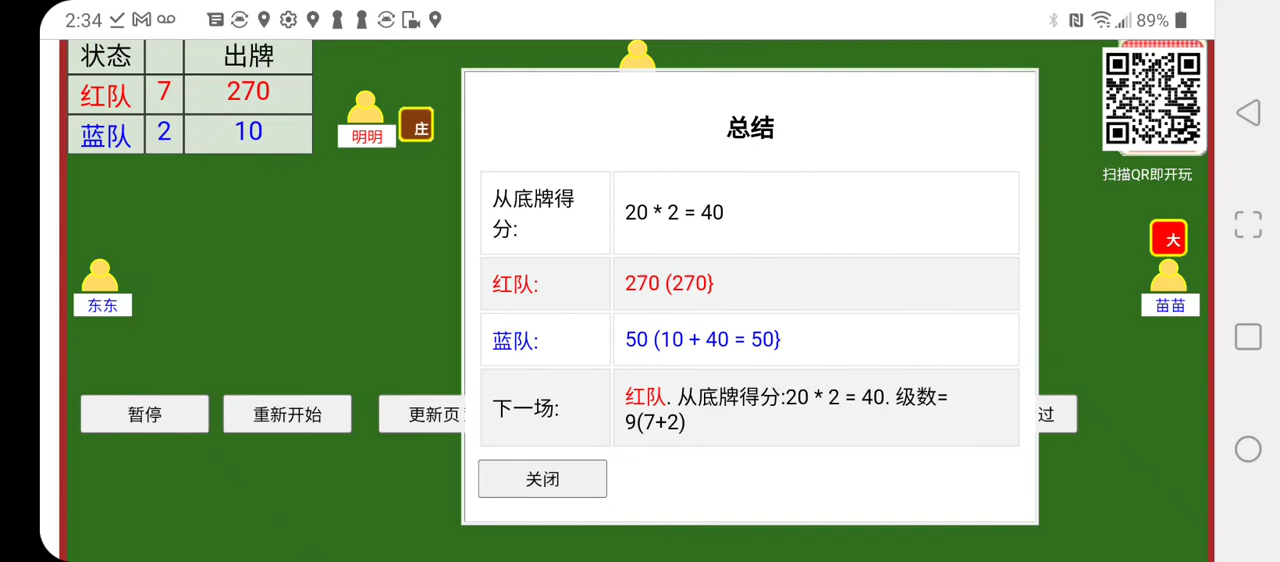 2:34
89%
状态 出牌
红队 7 270
蓝队 2 10
明明
庄
总结
从底牌得
分:
20 * 2 = 40
红队:
270 (270}
蓝队:
50 (10 + 40 = 50}
下一场:
红队. 从底牌得分:20 * 2 = 40. 级数=
9(7+2)
关闭
扫描QR即开玩
大
东东
苗苗
暂停
重新开始
更新页
过